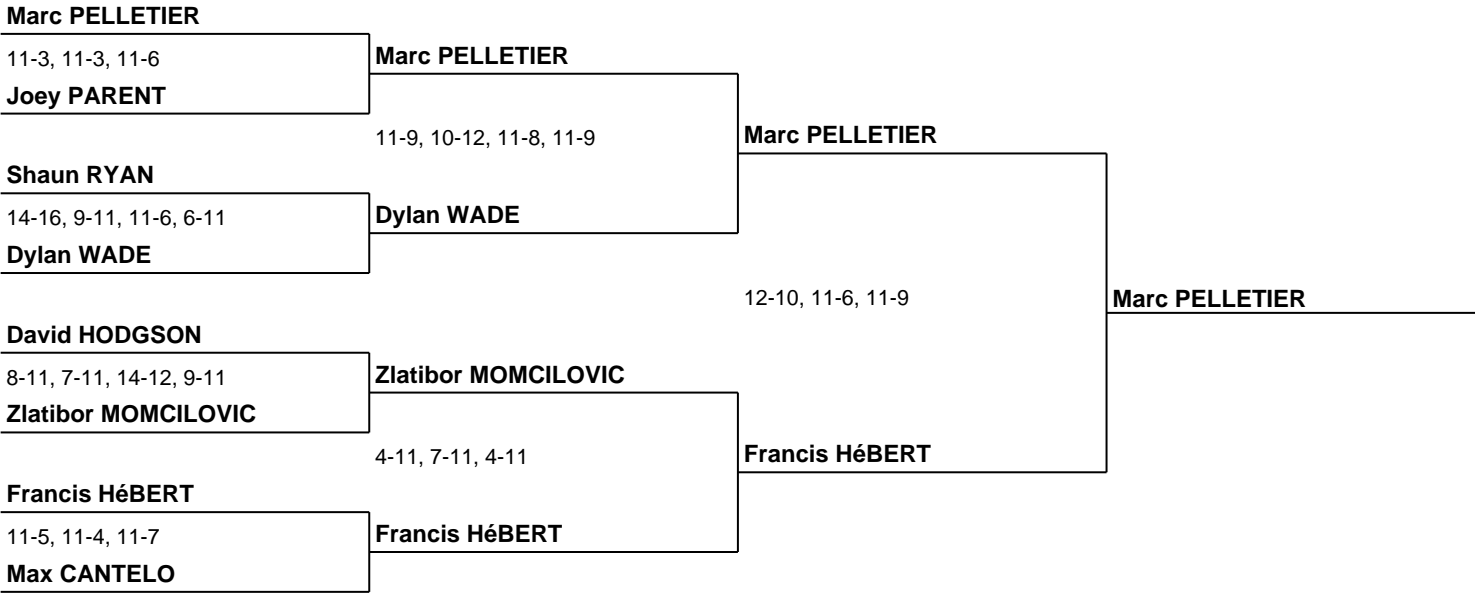 Marc PELLETIER
11-3, 11-3, 11-6
Marc PELLETIER
Joey PARENT
11-9, 10-12, 11-8, 11-9
Marc PELLETIER
Shaun RYAN
14-16, 9-11, 11-6, 6-11
Dylan WADE
Dylan WADE
12-10, 11-6, 11-9
Marc PELLETIER
David HODGSON
8-11, 7-11, 14-12, 9-11
Zlatibor MOMCILOVIC
Zlatibor MOMCILOVIC
4-11, 7-11, 4-11
Francis HéBERT
Francis HéBERT
11-5, 11-4, 11-7
Francis HéBERT
Max CANTELO